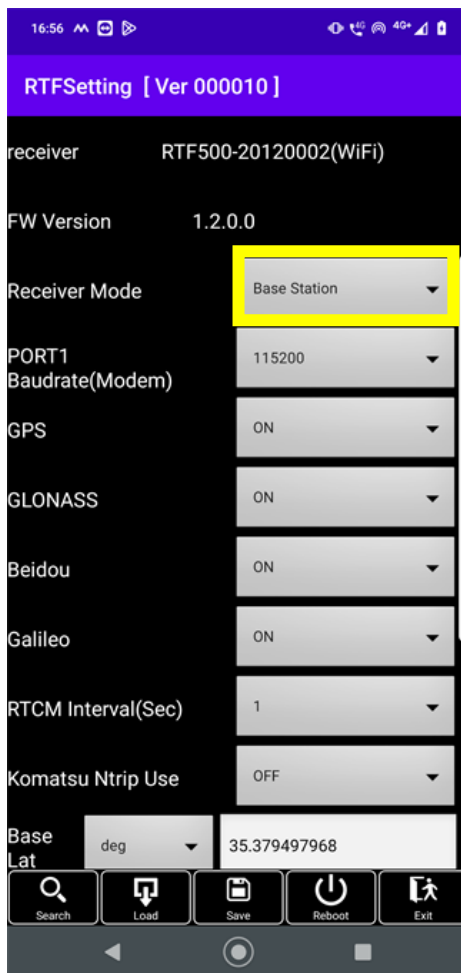 16:56 4G 4G+
RTFSetting [ Ver 000010 ]
receiver RTF500-20120002(WiFi)
FW Version 1.2.0.0
Receiver Mode Base Station
PORT1
Baudrate(Modem) 115200
GPS ON
GLONASS ON
Beidou ON
Galileo ON
RTCM Interval(Sec) 1
Komatsu Ntrip Use OFF
Base
Lat deg 35.379497968
Search Load Save Reboot Exit